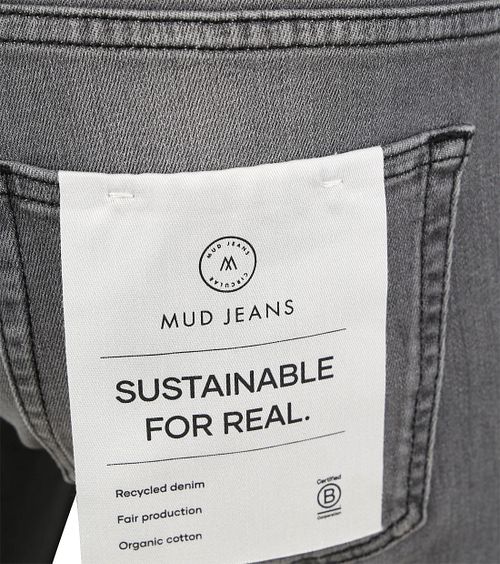 MUD JEANS
CIRCULAR
MUD JEANS
SUSTAINABLE
FOR REAL.
Recycled denim
Fair production
Organic cotton
Certified
B
Corporation